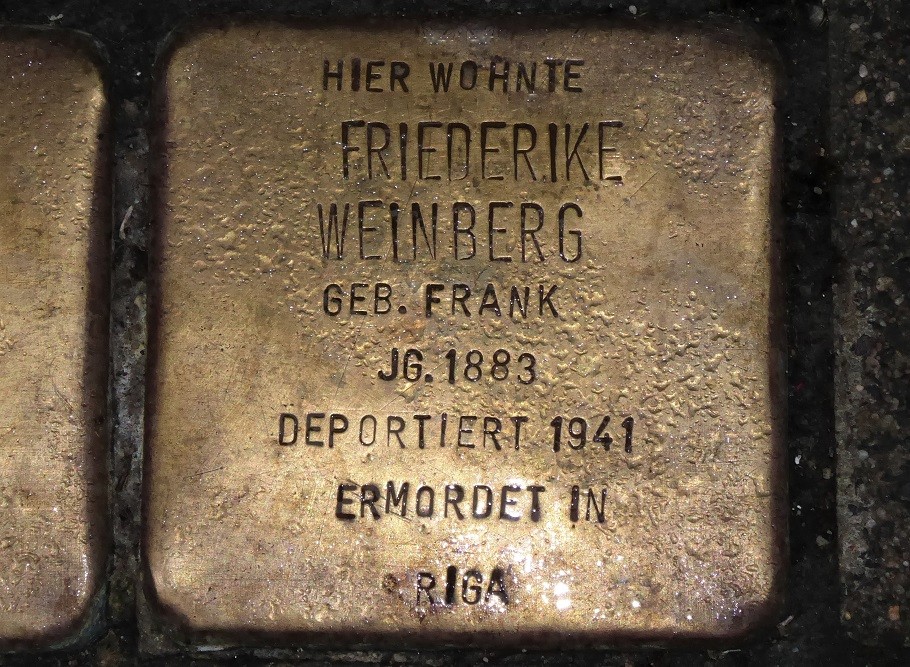 HIER WOHNTE
FRIEDERIKE
WEINBERG
GEB. FRANK
JG. 1883
DEPORTIERT 1941
ERMORDET IN
RIGA